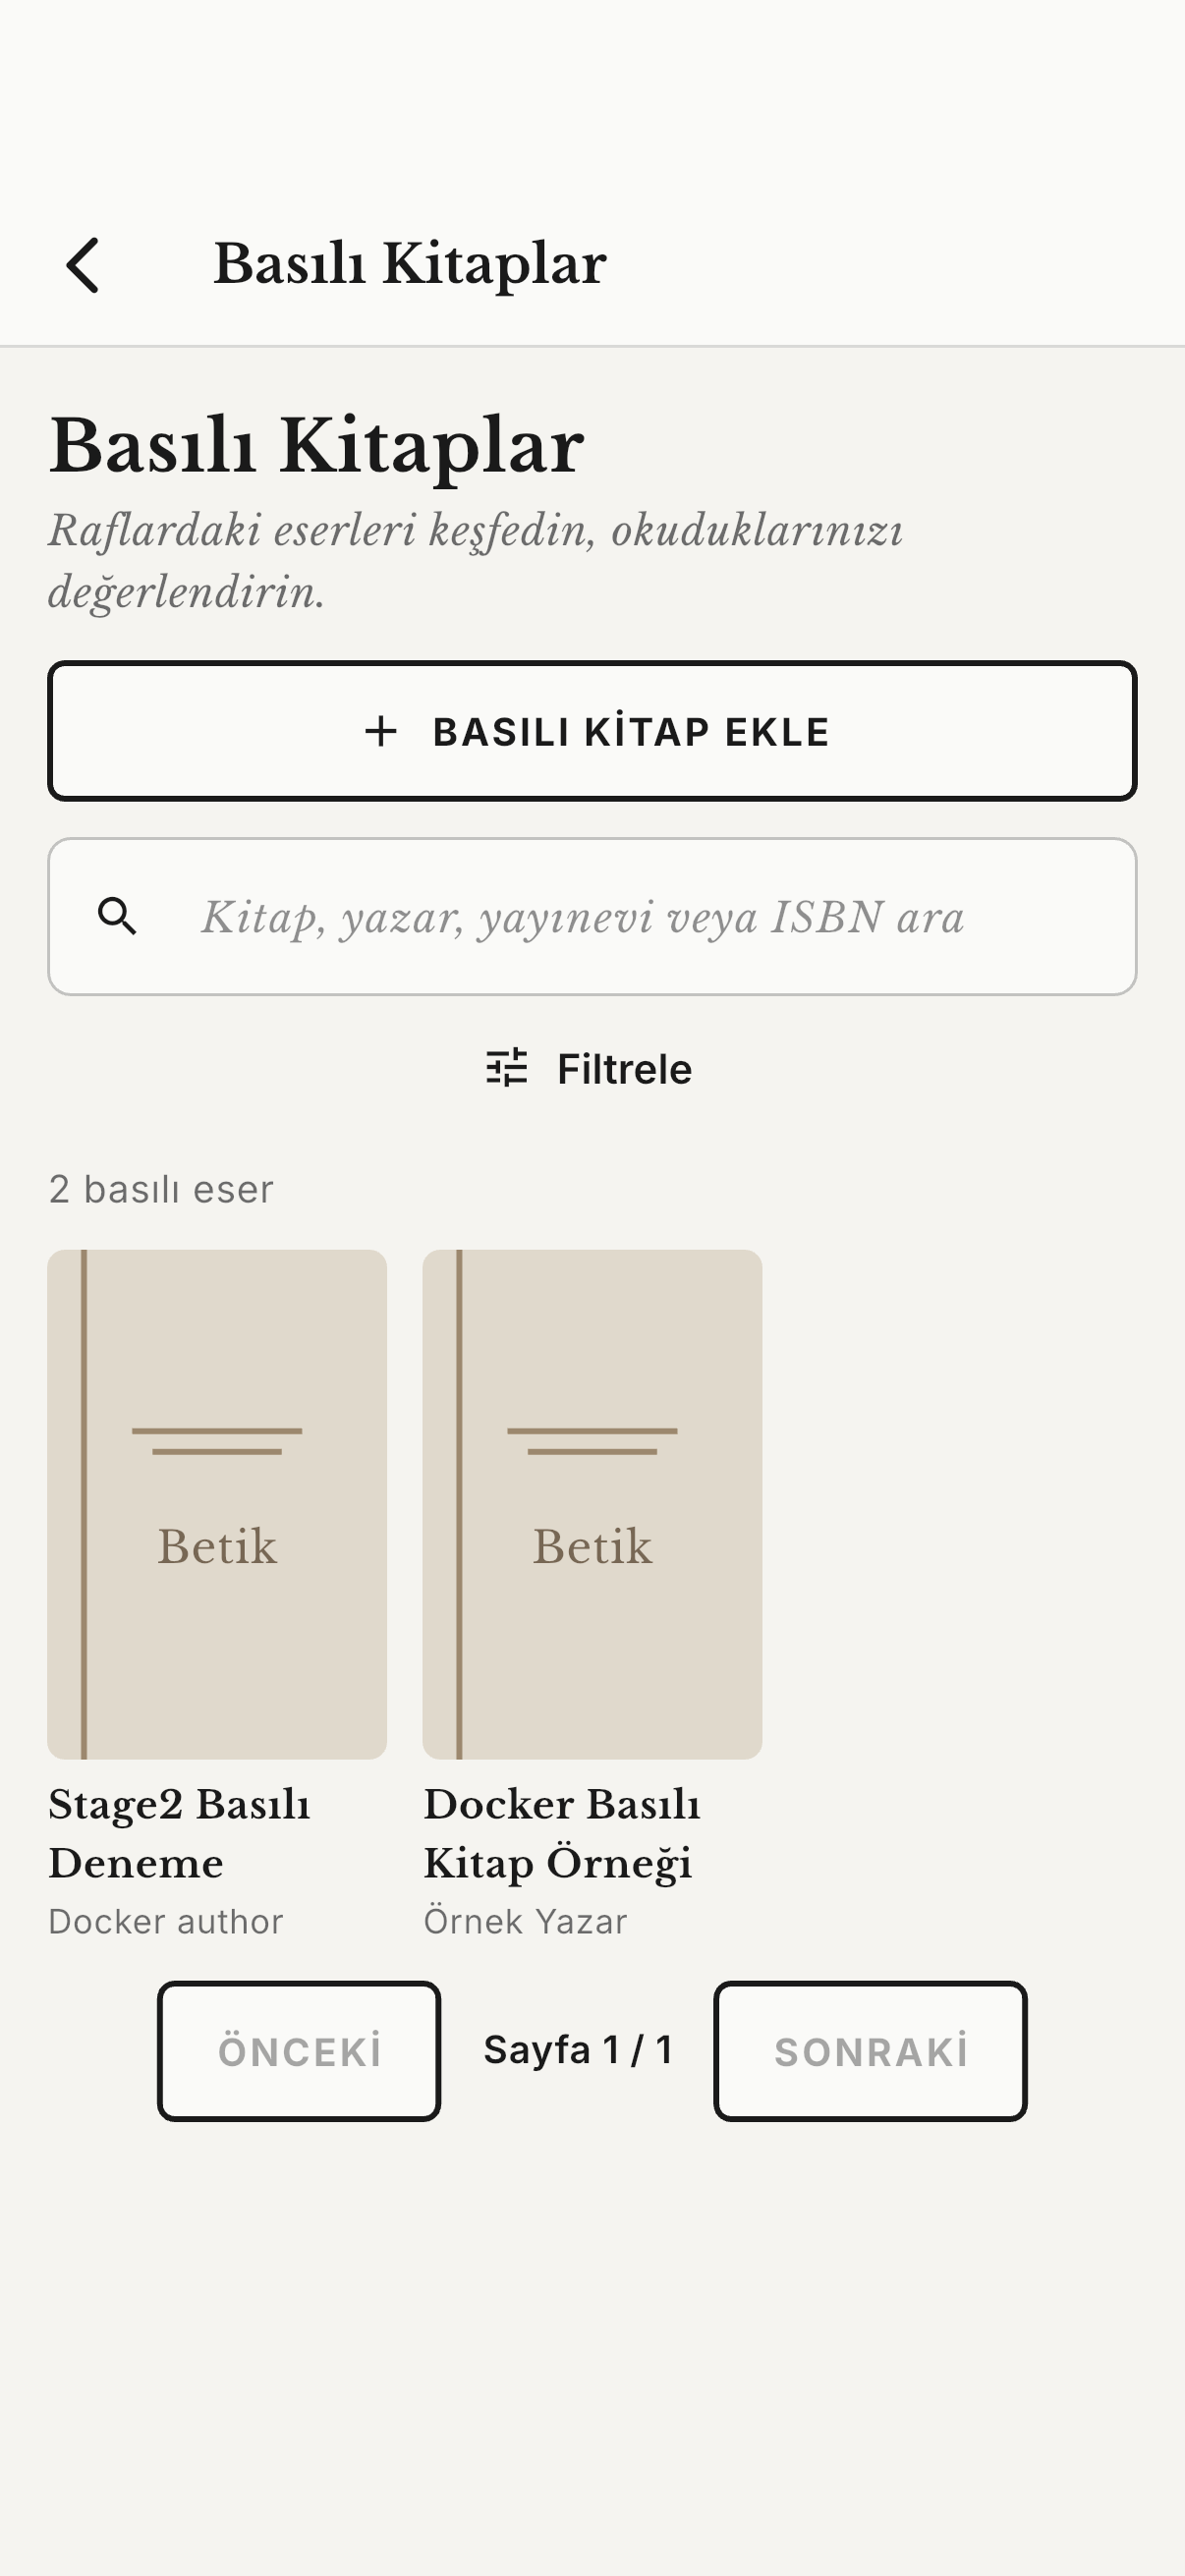 Basılı Kitaplar
Basılı Kitaplar
Raflardaki eserleri keşfedin, okuduklarınızı
değerlendirin.
+ BASILI KİTAP EKLE
Kitap, yazar, yayınevi veya ISBN ara
Filtrele
2 basılı eser
Betik
Betik
Stage2 Basılı
Deneme
Docker author
Docker Basılı
Kitap Örneği
Örnek Yazar
ÖNCEKİ
Sayfa 1 / 1
SONRAKİ